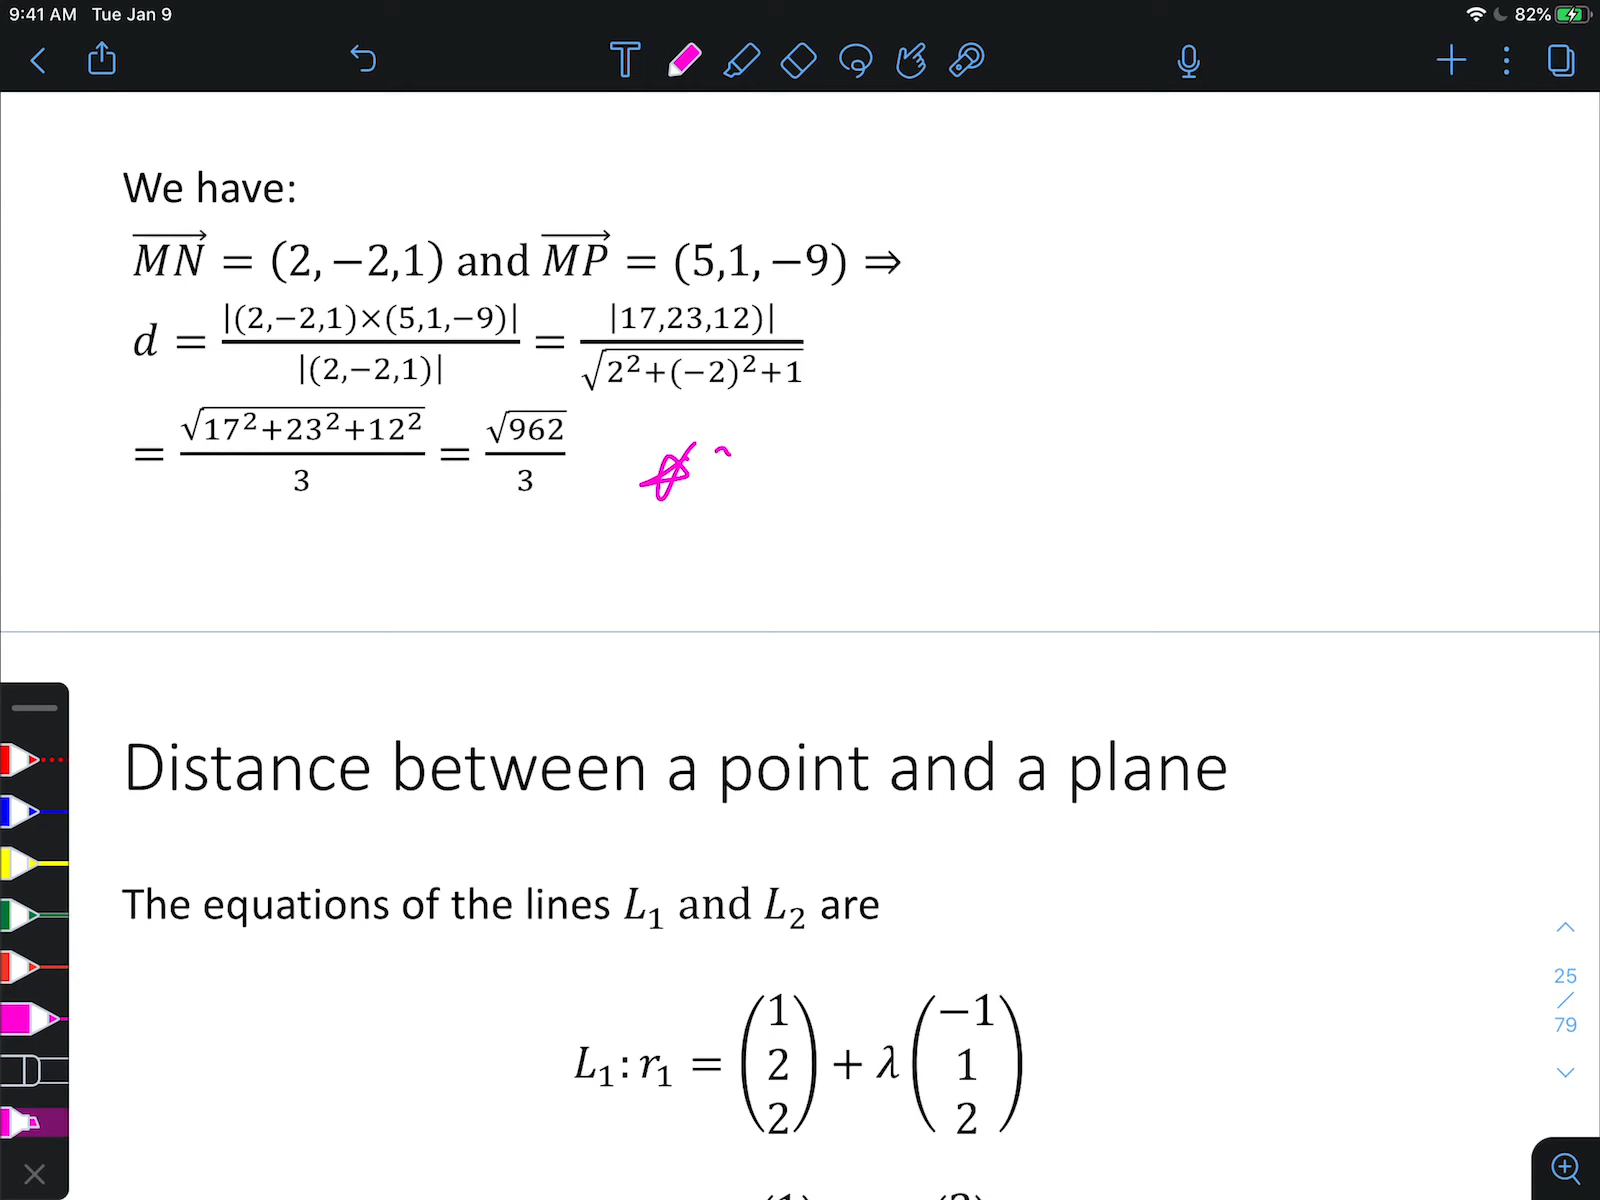 9:41 AM Tue Jan 9 82%
We have:
MN = (2, −2,1) and MP = (5,1, −9) ⇒
d = |(2,−2,1)×(5,1,−9)| / |(2,−2,1)| = |17,23,12)| / √2²+(−2)²+1
= √17²+23²+12² / 3 = √962 / 3
Distance between a point and a plane
The equations of the lines L₁ and L₂ are
L₁: r₁ = (1 2 2) + λ (−1 1 2)
25 / 79